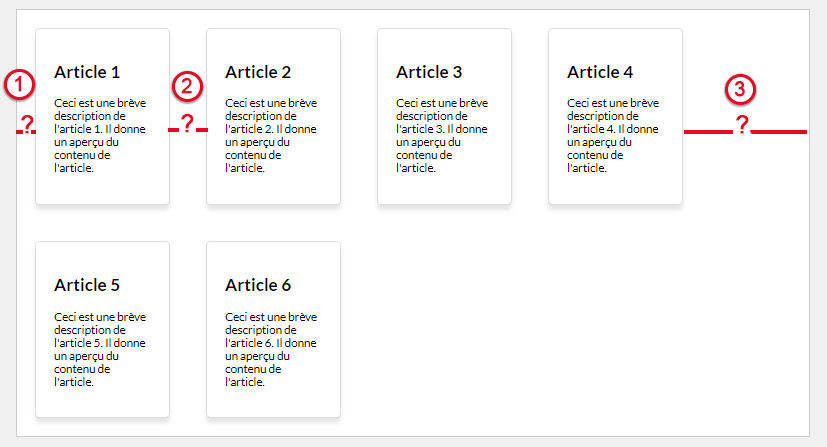 Article 1
Article 2
Article 3
Article 4
1
2
3
Ceci est une brève
description de
l'article 1. Il donne
un aperçu du
contenu de
l'article.
Ceci est une brève
description de
l'article 2. Il donne
un aperçu du
contenu de
l'article.
Ceci est une brève
description de
l'article 3. Il donne
un aperçu du
contenu de
l'article.
Ceci est une brève
description de
l'article 4. Il donne
un aperçu du
contenu de
l'article.
?
?
?
Article 5
Article 6
Ceci est une brève
description de
l'article 5. Il donne
un aperçu du
contenu de
l'article.
Ceci est une brève
description de
l'article 6. Il donne
un aperçu du
contenu de
l'article.